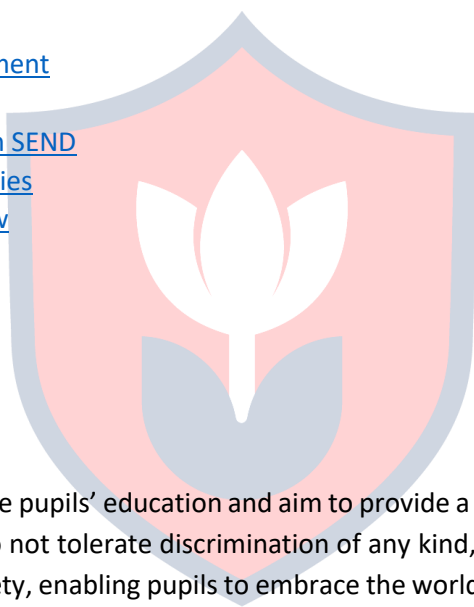 ment
n SEND
ies
w
e pupils’ education and aim to provide a
o not tolerate discrimination of any kind,
ety, enabling pupils to embrace the world